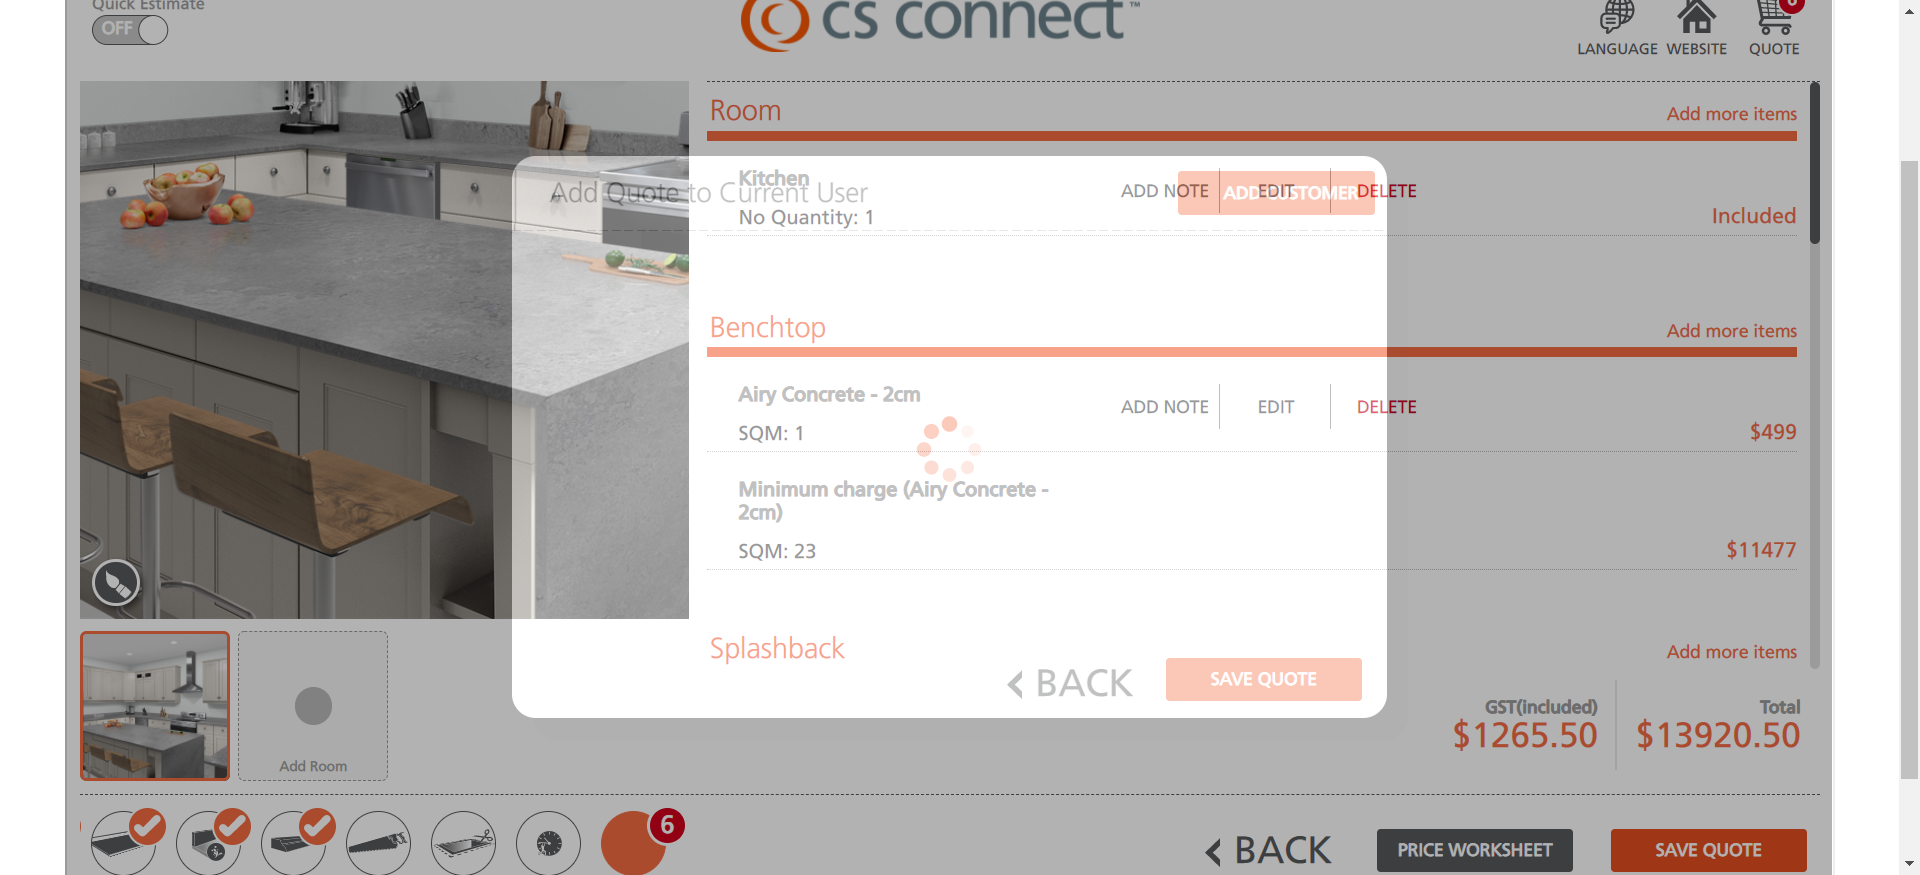 Quick Estimate
OFF
cs connect™
LANGUAGE WEBSITE QUOTE
Room
Add more items
Kitchen
Add Quote to Current User
ADD NOTE EDIT DELETE
ADD CUSTOMER
No Quantity: 1
Included
Benchtop
Add more items
Airy Concrete - 2cm
ADD NOTE EDIT DELETE
SQM: 1
$499
Minimum charge (Airy Concrete -
2cm)
SQM: 23
$11477
Splashback
Add more items
BACK
SAVE QUOTE
GST(included)
$1265.50
Total
$13920.50
Add Room
6
BACK
PRICE WORKSHEET
SAVE QUOTE